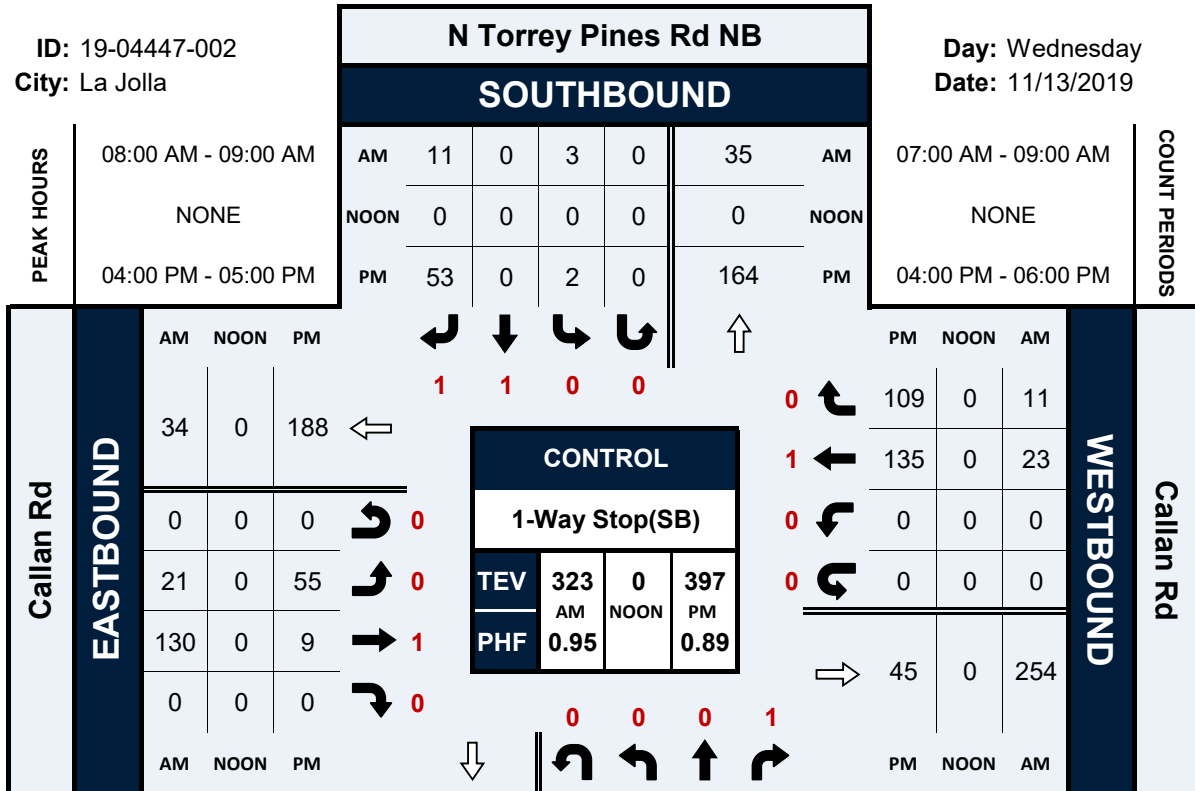 N Torrey Pines Rd NB
ID: 19-04447-002
City: La Jolla
Day: Wednesday
Date: 11/13/2019
SOUTHBOUND
PEAK HOURS
08:00 AM - 09:00 AM
NONE
04:00 PM - 05:00 PM
AM 11 0 3 0 35 AM
NOON 0 0 0 0 0 NOON
PM 53 0 2 0 164 PM
07:00 AM - 09:00 AM
NONE
04:00 PM - 06:00 PM
COUNT PERIODS
1 1 0 0
Callan Rd
EASTBOUND
AM NOON PM
34 0 188
0 0 0 0
21 0 55 0
130 0 9 1
0 0 0 0
AM NOON PM
CONTROL
1-Way Stop(SB)
TEV 323 0 397
AM NOON PM
PHF 0.95 0.89
PM NOON AM
0 109 0 11
1 135 0 23
0 0 0 0
0 0 0 0
45 0 254
PM NOON AM
WESTBOUND
Callan Rd
0 0 0 1